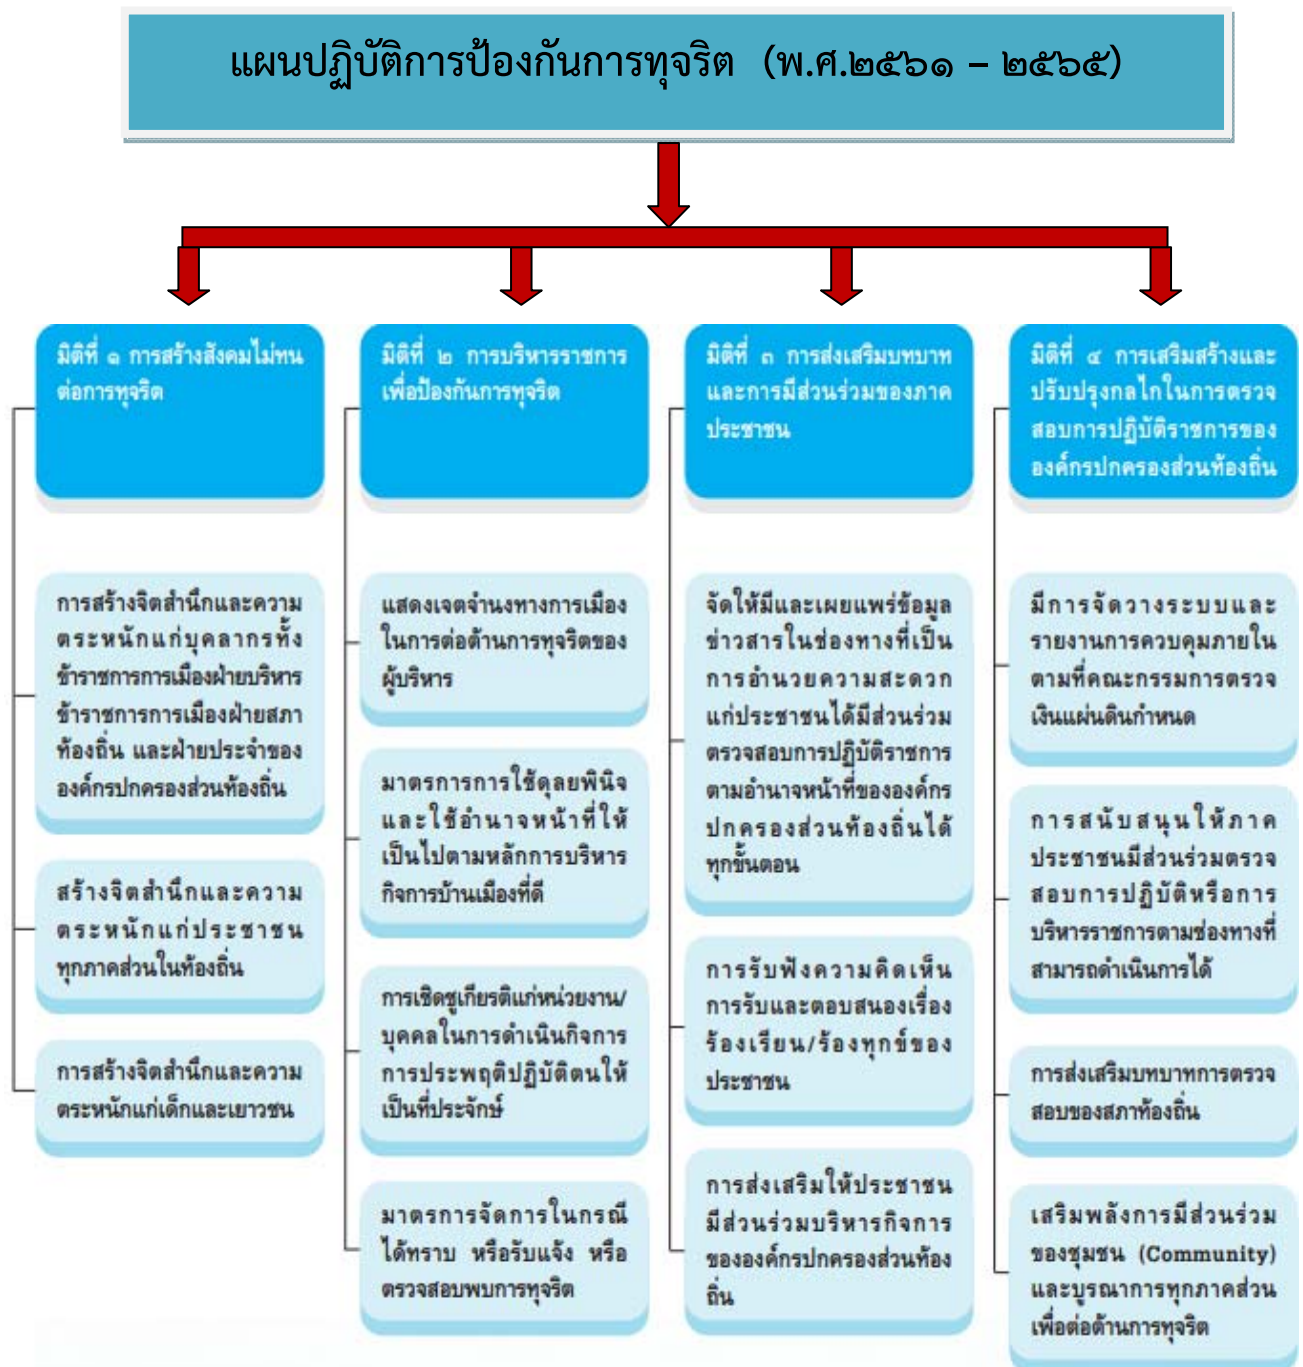 แผนปฏิบัติการป้องกันการทุจริต (พ.ศ.๒๕๖๑ – ๒๕๖๕)
มิติที่ ๑ การสร้างสังคมไม่ทน
ต่อการทุจริต
การสร้างจิตสำนึกและความ
ตระหนักแก่บุคลากรทั้ง
ข้าราชการการเมืองฝ่ายบริหาร
ข้าราชการการเมืองฝ่ายสภา
ท้องถิ่น และฝ่ายประจำของ
องค์กรปกครองส่วนท้องถิ่น
สร้างจิตสำนึกและความ
ตระหนักแก่ประชาชน
ทุกภาคส่วนในท้องถิ่น
การสร้างจิตสำนึกและความ
ตระหนักแก่เด็กและเยาวชน
มิติที่ ๒ การบริหารราชการ
เพื่อป้องกันการทุจริต
แสดงเจตจำนงทางการเมือง
ในการต่อต้านการทุจริตของ
ผู้บริหาร
มาตรการการใช้ดุลยพินิจ
และใช้อำนาจหน้าที่ให้
เป็นไปตามหลักการบริหาร
กิจการบ้านเมืองที่ดี
การเชิดชูเกียรติแก่หน่วยงาน/
บุคคลในการดำเนินกิจการ
การประพฤติปฏิบัติตนให้
เป็นที่ประจักษ์
มาตรการจัดการในกรณี
ได้ทราบ หรือรับแจ้ง หรือ
ตรวจสอบพบการทุจริต
มิติที่ ๓ การส่งเสริมบทบาท
และการมีส่วนร่วมของภาค
ประชาชน
จัดให้มีและเผยแพร่ข้อมูล
ข่าวสารในช่องทางที่เป็น
การอำนวยความสะดวก
แก่ประชาชนได้มีส่วนร่วม
ตรวจสอบการปฏิบัติราชการ
ตามอำนาจหน้าที่ขององค์กร
ปกครองส่วนท้องถิ่นได้
ทุกขั้นตอน
การรับฟังความคิดเห็น
การรับและตอบสนองเรื่อง
ร้องเรียน/ร้องทุกข์ของ
ประชาชน
การส่งเสริมให้ประชาชน
มีส่วนร่วมบริหารกิจการ
ขององค์กรปกครองส่วนท้อง
ถิ่น
มิติที่ ๔ การเสริมสร้างและ
ปรับปรุงกลไกในการตรวจ
สอบการปฏิบัติราชการของ
องค์กรปกครองส่วนท้องถิ่น
มีการจัดวางระบบและ
รายงานการควบคุมภายใน
ตามที่คณะกรรมการตรวจ
เงินแผ่นดินกำหนด
การสนับสนุนให้ภาค
ประชาชนมีส่วนร่วมตรวจ
สอบการปฏิบัติหรือการ
บริหารราชการตามช่องทางที่
สามารถดำเนินการได้
การส่งเสริมบทบาทการตรวจ
สอบของสภาท้องถิ่น
เสริมพลังการมีส่วนร่วม
ของชุมชน (Community)
และบูรณาการทุกภาคส่วน
เพื่อต่อต้านการทุจริต